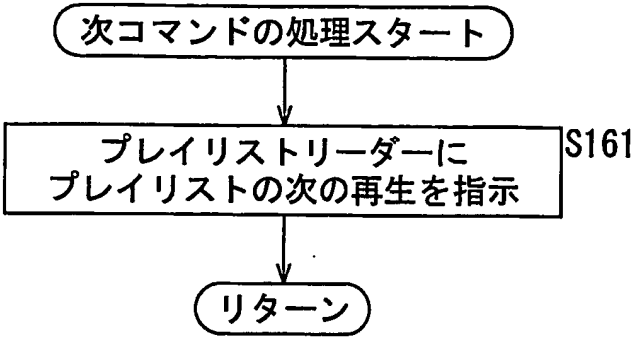 次コマンドの処理スタート
プレイリストリーダーに
プレイリストの次の再生を指示
S161
リターン